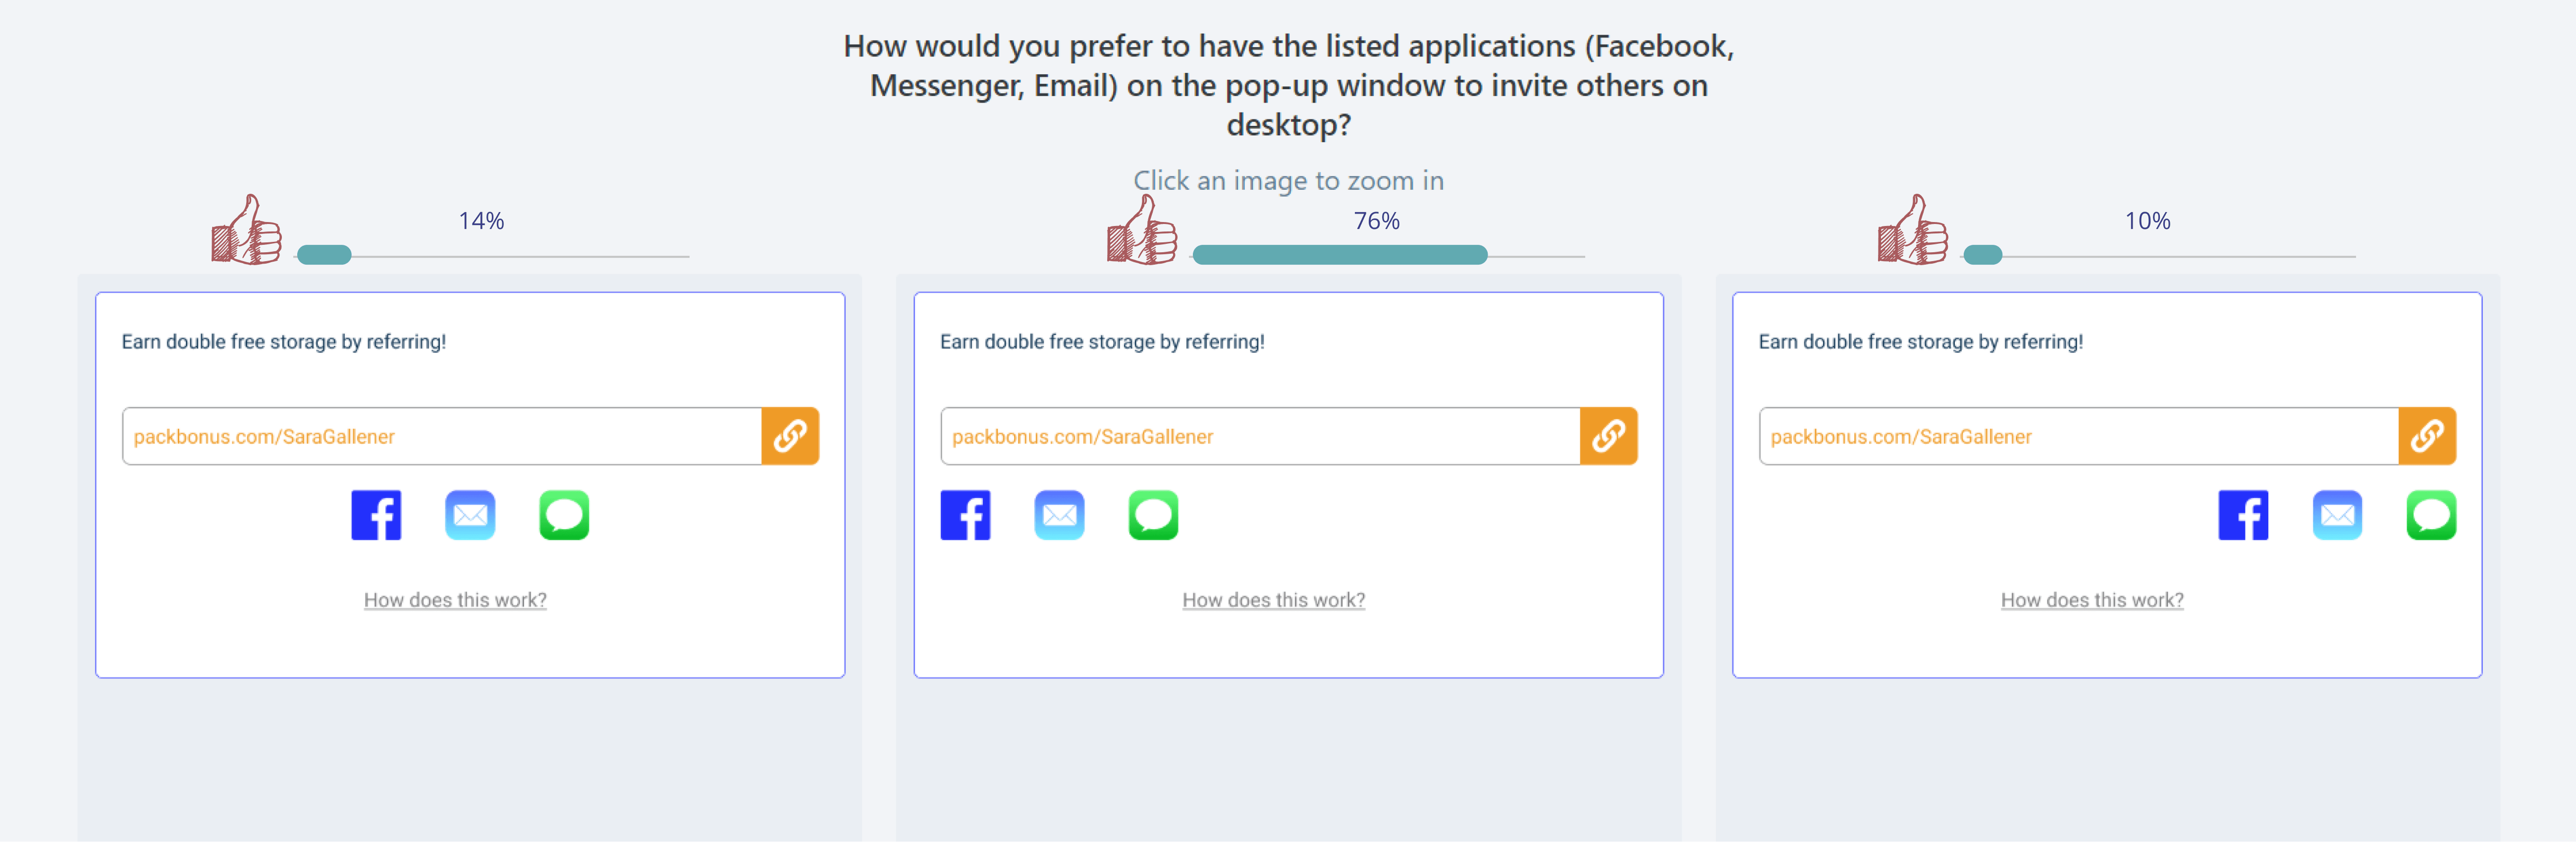 How would you prefer to have the listed applications (Facebook,
Messenger, Email) on the pop-up window to invite others on
desktop?
Click an image to zoom in
14%
76%
10%
Earn double free storage by referring!
packbonus.com/SaraGallener
How does this work?
Earn double free storage by referring!
packbonus.com/SaraGallener
How does this work?
Earn double free storage by referring!
packbonus.com/SaraGallener
How does this work?